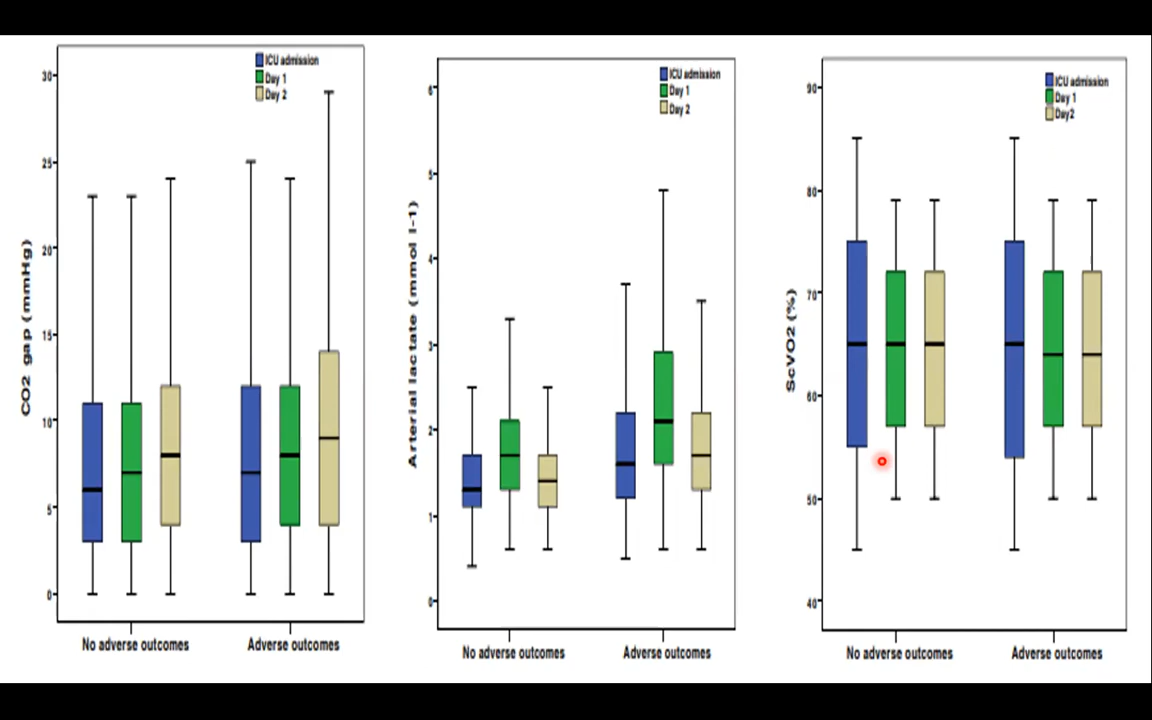 CO2 gap (mmHg)
30
25
20
15
10
5
0
ICU admission
Day 1
Day 2
No adverse outcomes
Adverse outcomes
Arterial lactate (mmol l-1)
6
5
4
3
2
1
0
ICU admission
Day 1
Day 2
No adverse outcomes
Adverse outcomes
ScVO2 (%)
90
80
70
60
50
40
ICU admission
Day 1
Day2
No adverse outcomes
Adverse outcomes